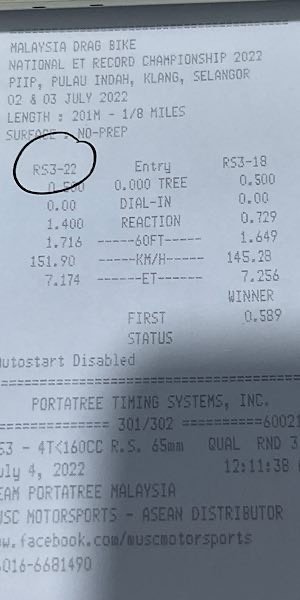 MALAYSIA DRAG BIKE
NATIONAL ET RECORD CHAMPIONSHIP 2022
PIIP, PULAU INDAH, KLANG, SELANGOR
02 & 03 JULY 2022
LENGTH : 201M - 1/8 MILES
SURFACE : NO-PREP
RS3-22 Entry RS3-18
0.500 0.000 TREE 0.500
0.00 DIAL-IN 0.00
1.400 REACTION 0.729
1.716 -----60FT----- 1.649
151.90 -----KM/H----- 145.28
7.174 ------ET------ 7.256
WINNER
FIRST 0.589
STATUS
utostart Disabled
PORTATREE TIMING SYSTEMS, INC.
============== 301/302 ==========6002
S3 - 4T<160CC R.S. 65mm QUAL RND 3
uly 4, 2022 12:11:38
EAM PORTATREE MALAYSIA
USC MOTORSPORTS - ASEAN DISTRIBUTOR
w.facebook.com/muscmotorsports
6016-6681490